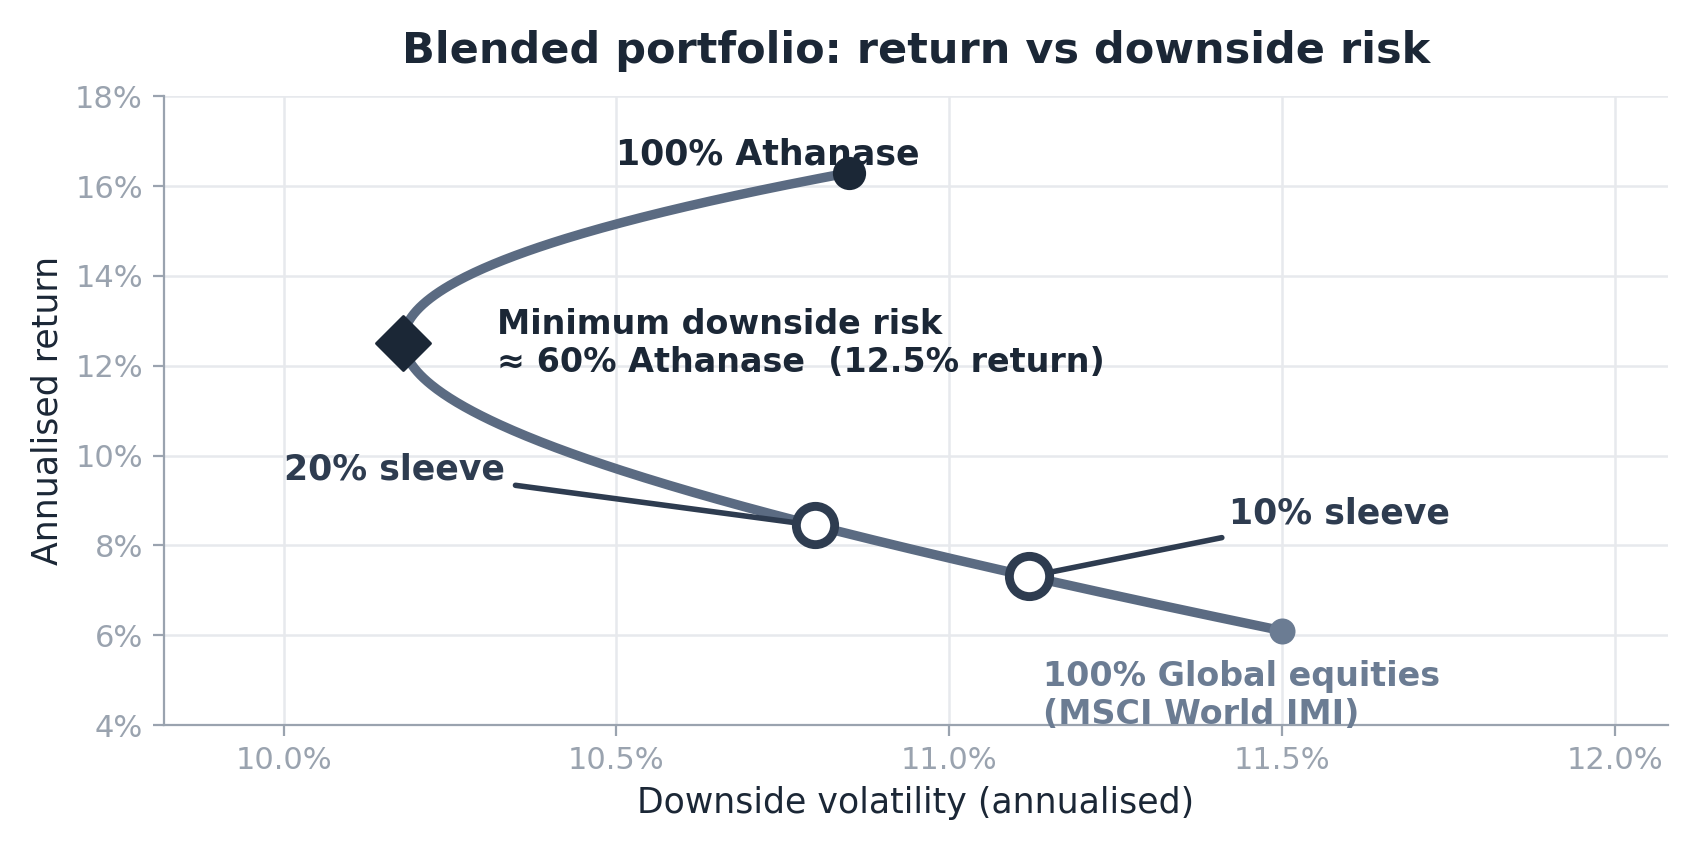 Blended portfolio: return vs downside risk
18%
16%
14%
12%
10%
8%
6%
4%
Annualised return
100% Athanase
Minimum downside risk
≈ 60% Athanase  (12.5% return)
20% sleeve
10% sleeve
100% Global equities
(MSCI World IMI)
10.0%
10.5%
11.0%
11.5%
12.0%
Downside volatility (annualised)